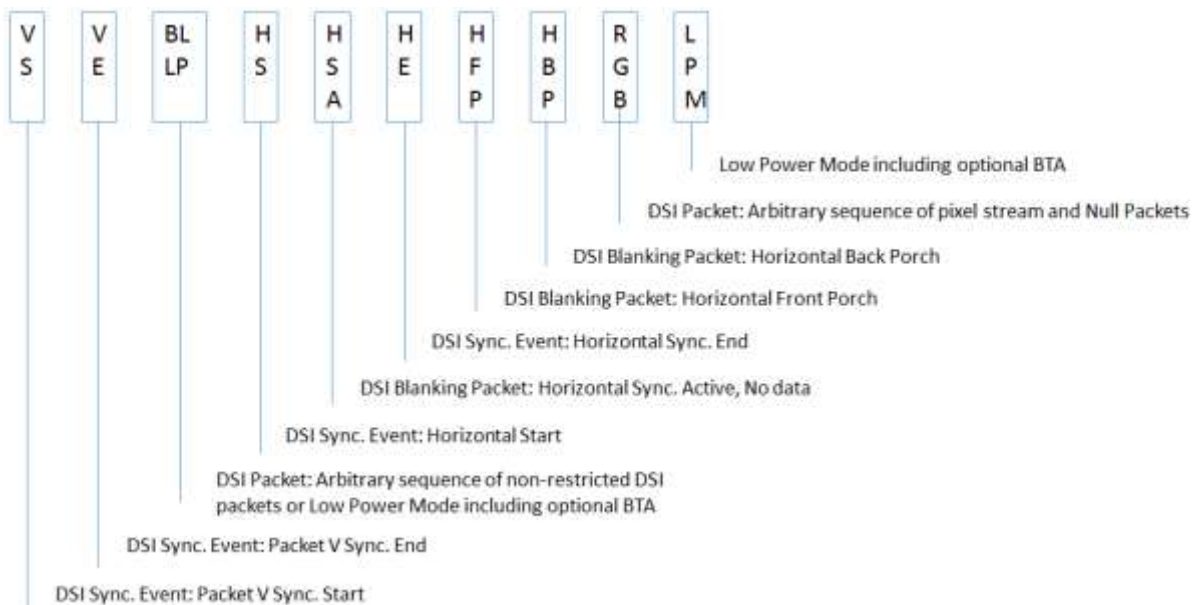 V S
V E
BL LP
H S
H S A
H E
H F P
H B P
R G B
L P M
Low Power Mode including optional BTA
DSI Packet: Arbitrary sequence of pixel stream and Null Packets
DSI Blanking Packet: Horizontal Back Porch
DSI Blanking Packet: Horizontal Front Porch
DSI Sync. Event: Horizontal Sync. End
DSI Blanking Packet: Horizontal Sync. Active, No data
DSI Sync. Event: Horizontal Start
DSI Packet: Arbitrary sequence of non-restricted DSI
packets or Low Power Mode including optional BTA
DSI Sync. Event: Packet V Sync. End
DSI Sync. Event: Packet V Sync. Start